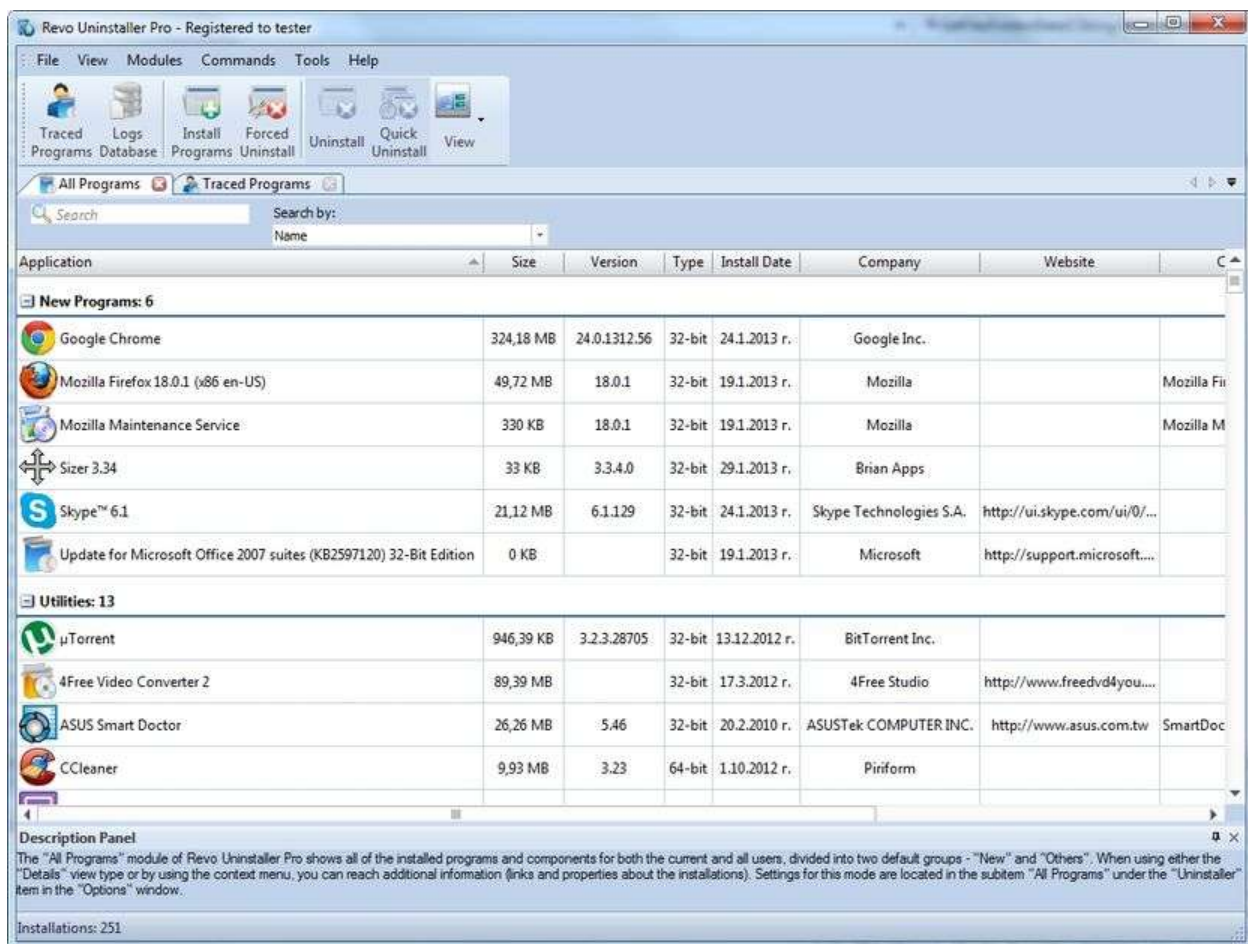 Revo Uninstaller Pro - Registered to tester
File View Modules Commands Tools Help
Traced Programs Logs Database Install Programs Forced Uninstall Uninstall Quick Uninstall View
All Programs Traced Programs
Search Search by:
Name
Application Size Version Type Install Date Company Website C
New Programs: 6
Google Chrome 324,18 MB 24.0.1312.56 32-bit 24.1.2013 г. Google Inc.
Mozilla Firefox 18.0.1 (x86 en-US) 49,72 MB 18.0.1 32-bit 19.1.2013 г. Mozilla Mozilla Fi
Mozilla Maintenance Service 330 KB 18.0.1 32-bit 19.1.2013 г. Mozilla Mozilla M
Sizer 3.34 33 KB 3.3.4.0 32-bit 29.1.2013 г. Brian Apps
Skype™ 6.1 21,12 MB 6.1.129 32-bit 24.1.2013 г. Skype Technologies S.A. http://ui.skype.com/ui/0/...
Update for Microsoft Office 2007 suites (KB2597120) 32-Bit Edition 0 KB 32-bit 19.1.2013 г. Microsoft http://support.microsoft....
Utilities: 13
µTorrent 946,39 KB 3.2.3.28705 32-bit 13.12.2012 г. BitTorrent Inc.
4Free Video Converter 2 89,39 MB 32-bit 17.3.2012 г. 4Free Studio http://www.freedvd4you....
ASUS Smart Doctor 26,26 MB 5.46 32-bit 20.2.2010 г. ASUSTek COMPUTER INC. http://www.asus.com.tw SmartDoc
CCleaner 9,93 MB 3.23 64-bit 1.10.2012 г. Piriform
Description Panel
The "All Programs" module of Revo Uninstaller Pro shows all of the installed programs and components for both the current and all users, divided into two default groups - "New" and "Others". When using either the
"Details" view type or by using the context menu, you can reach additional information (links and properties about the installations). Settings for this mode are located in the subitem "All Programs" under the "Uninstaller"
item in the "Options" window.
Installations: 251